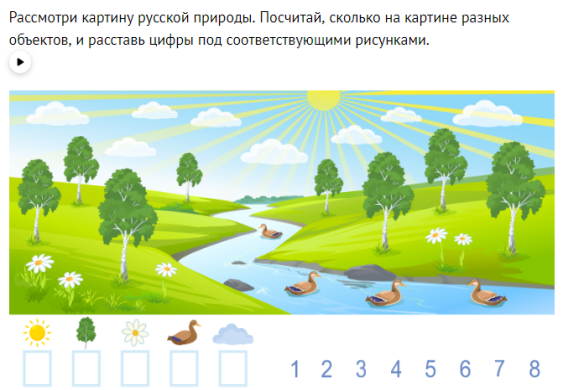 Рассмотри картину русской природы. Посчитай, сколько на картине разных
объектов, и расставь цифры под соответствующими рисунками.
1 2 3 4 5 6 7 8